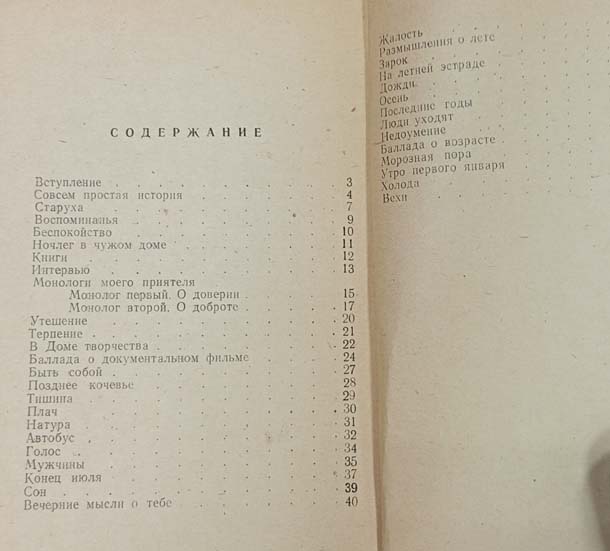 СОДЕРЖАНИЕ
Вступление . . . . . . . . 3
Совсем простая история . . . . . . 4
Старуха . . . . . . . . 7
Воспоминанья . . . . . . . 9
Беспокойство . . . . . . . 10
Ночлег в чужом доме . . . . . . 11
Книги . . . . . . . . . 12
Интервью . . . . . . . . 13
Монологи моего приятеля
Монолог первый. О доверии . . . . 15
Монолог второй. О доброте . . . . 17
Утешение . . . . . . . . 20
Терпение . . . . . . . . 21
В Доме творчества . . . . . . 22
Баллада о документальном фильме . . . . 24
Быть собой . . . . . . . . 27
Позднее кочевье . . . . . . . 28
Тишина . . . . . . . . . 29
Плач . . . . . . . . . 30
Натура . . . . . . . . . 31
Автобус . . . . . . . . 32
Голос . . . . . . . . . 34
Мужчины . . . . . . . . 35
Конец июля . . . . . . . . 37
Сон . . . . . . . . . 39
Вечерние мысли о тебе . . . . . . 40
Жалость
Размышления о лете
Зарок
На летней эстраде
Дожди
Осень
Последние годы
Люди уходят
Недоумение
Баллада о возрасте
Морозная пора
Утро первого января
Холода
Вехи